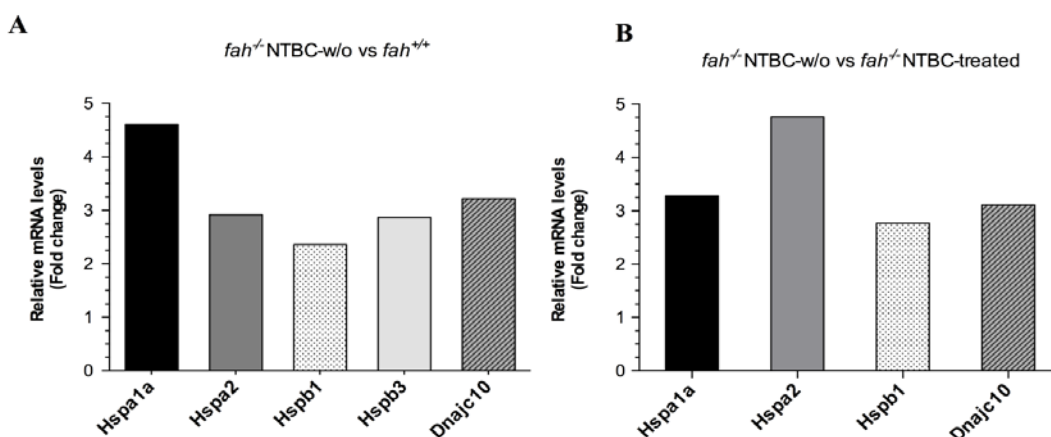 A
fah-/- NTBC-w/o vs fah+/+
Relative mRNA levels
(Fold change)
5
4
3
2
1
0
Hspa1a
Hspa2
Hspb1
Hspb3
Dnajc10
B
fah-/- NTBC-w/o vs fah-/- NTBC-treated
Relative mRNA levels
(Fold change)
5
4
3
2
1
0
Hspa1a
Hspa2
Hspb1
Dnajc10